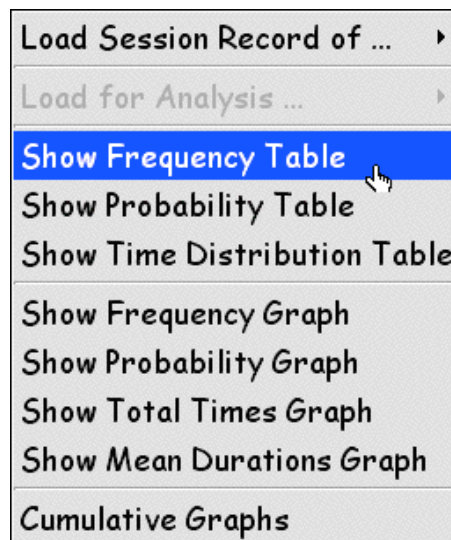 Load Session Record of ...
Load for Analysis ...
Show Frequency Table
Show Probability Table
Show Time Distribution Table
Show Frequency Graph
Show Probability Graph
Show Total Times Graph
Show Mean Durations Graph
Cumulative Graphs